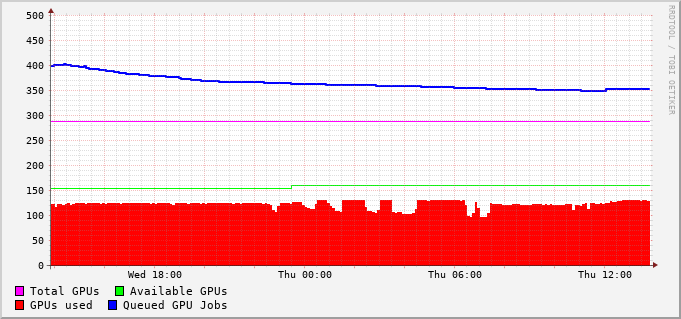 500
450
400
350
300
250
200
150
100
50
0
Wed 18:00 Thu 00:00 Thu 06:00 Thu 12:00
Total GPUs Available GPUs
GPUs used Queued GPU Jobs
RRDTOOL / TOBI OETIKER